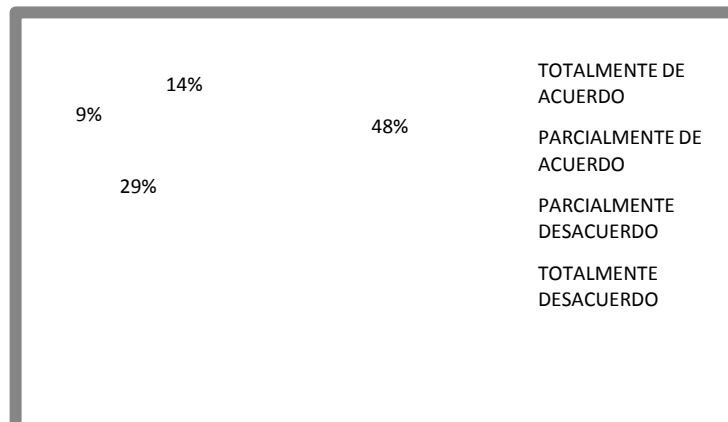 14%
9%
48%
29%
TOTALMENTE DE
ACUERDO
PARCIALMENTE DE
ACUERDO
PARCIALMENTE
DESACUERDO
TOTALMENTE
DESACUERDO